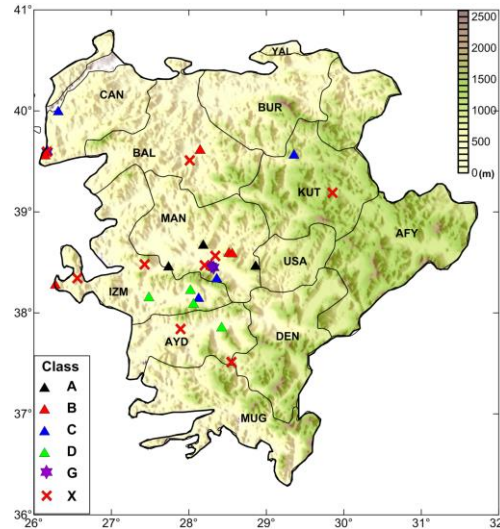 41°
40°
39°
38°
37°
36°
26° 27° 28° 29° 30° 31° 32
2500
2000
1500
1000
500
0(m)
YAL
CAN
BUR
BAL
KUT
MAN
AFY
USA
IZM
AYD
DEN
MUG
Class
A
B
C
D
G
X